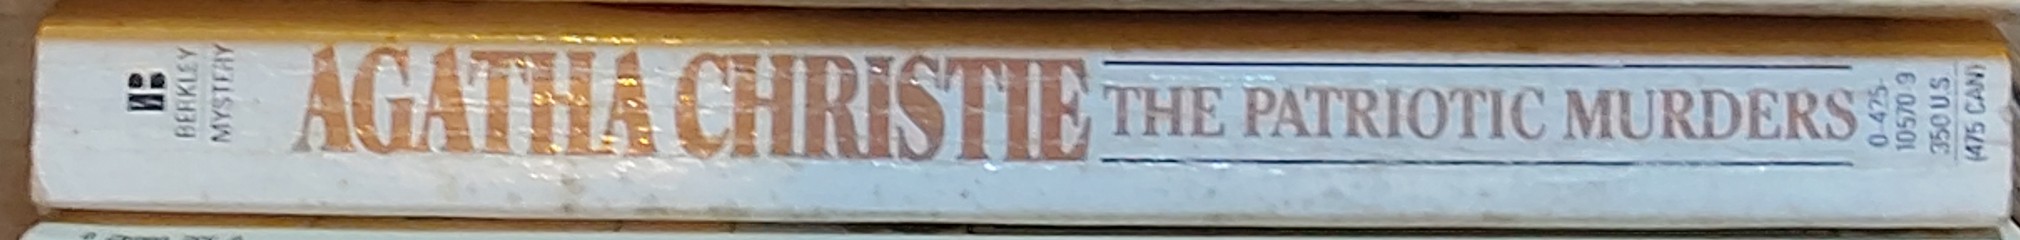 BERKLEY
MYSTERY
AGATHA CHRISTIE
THE PATRIOTIC MURDERS
0-425-
10570-9
350 U.S.
(475 CAN)